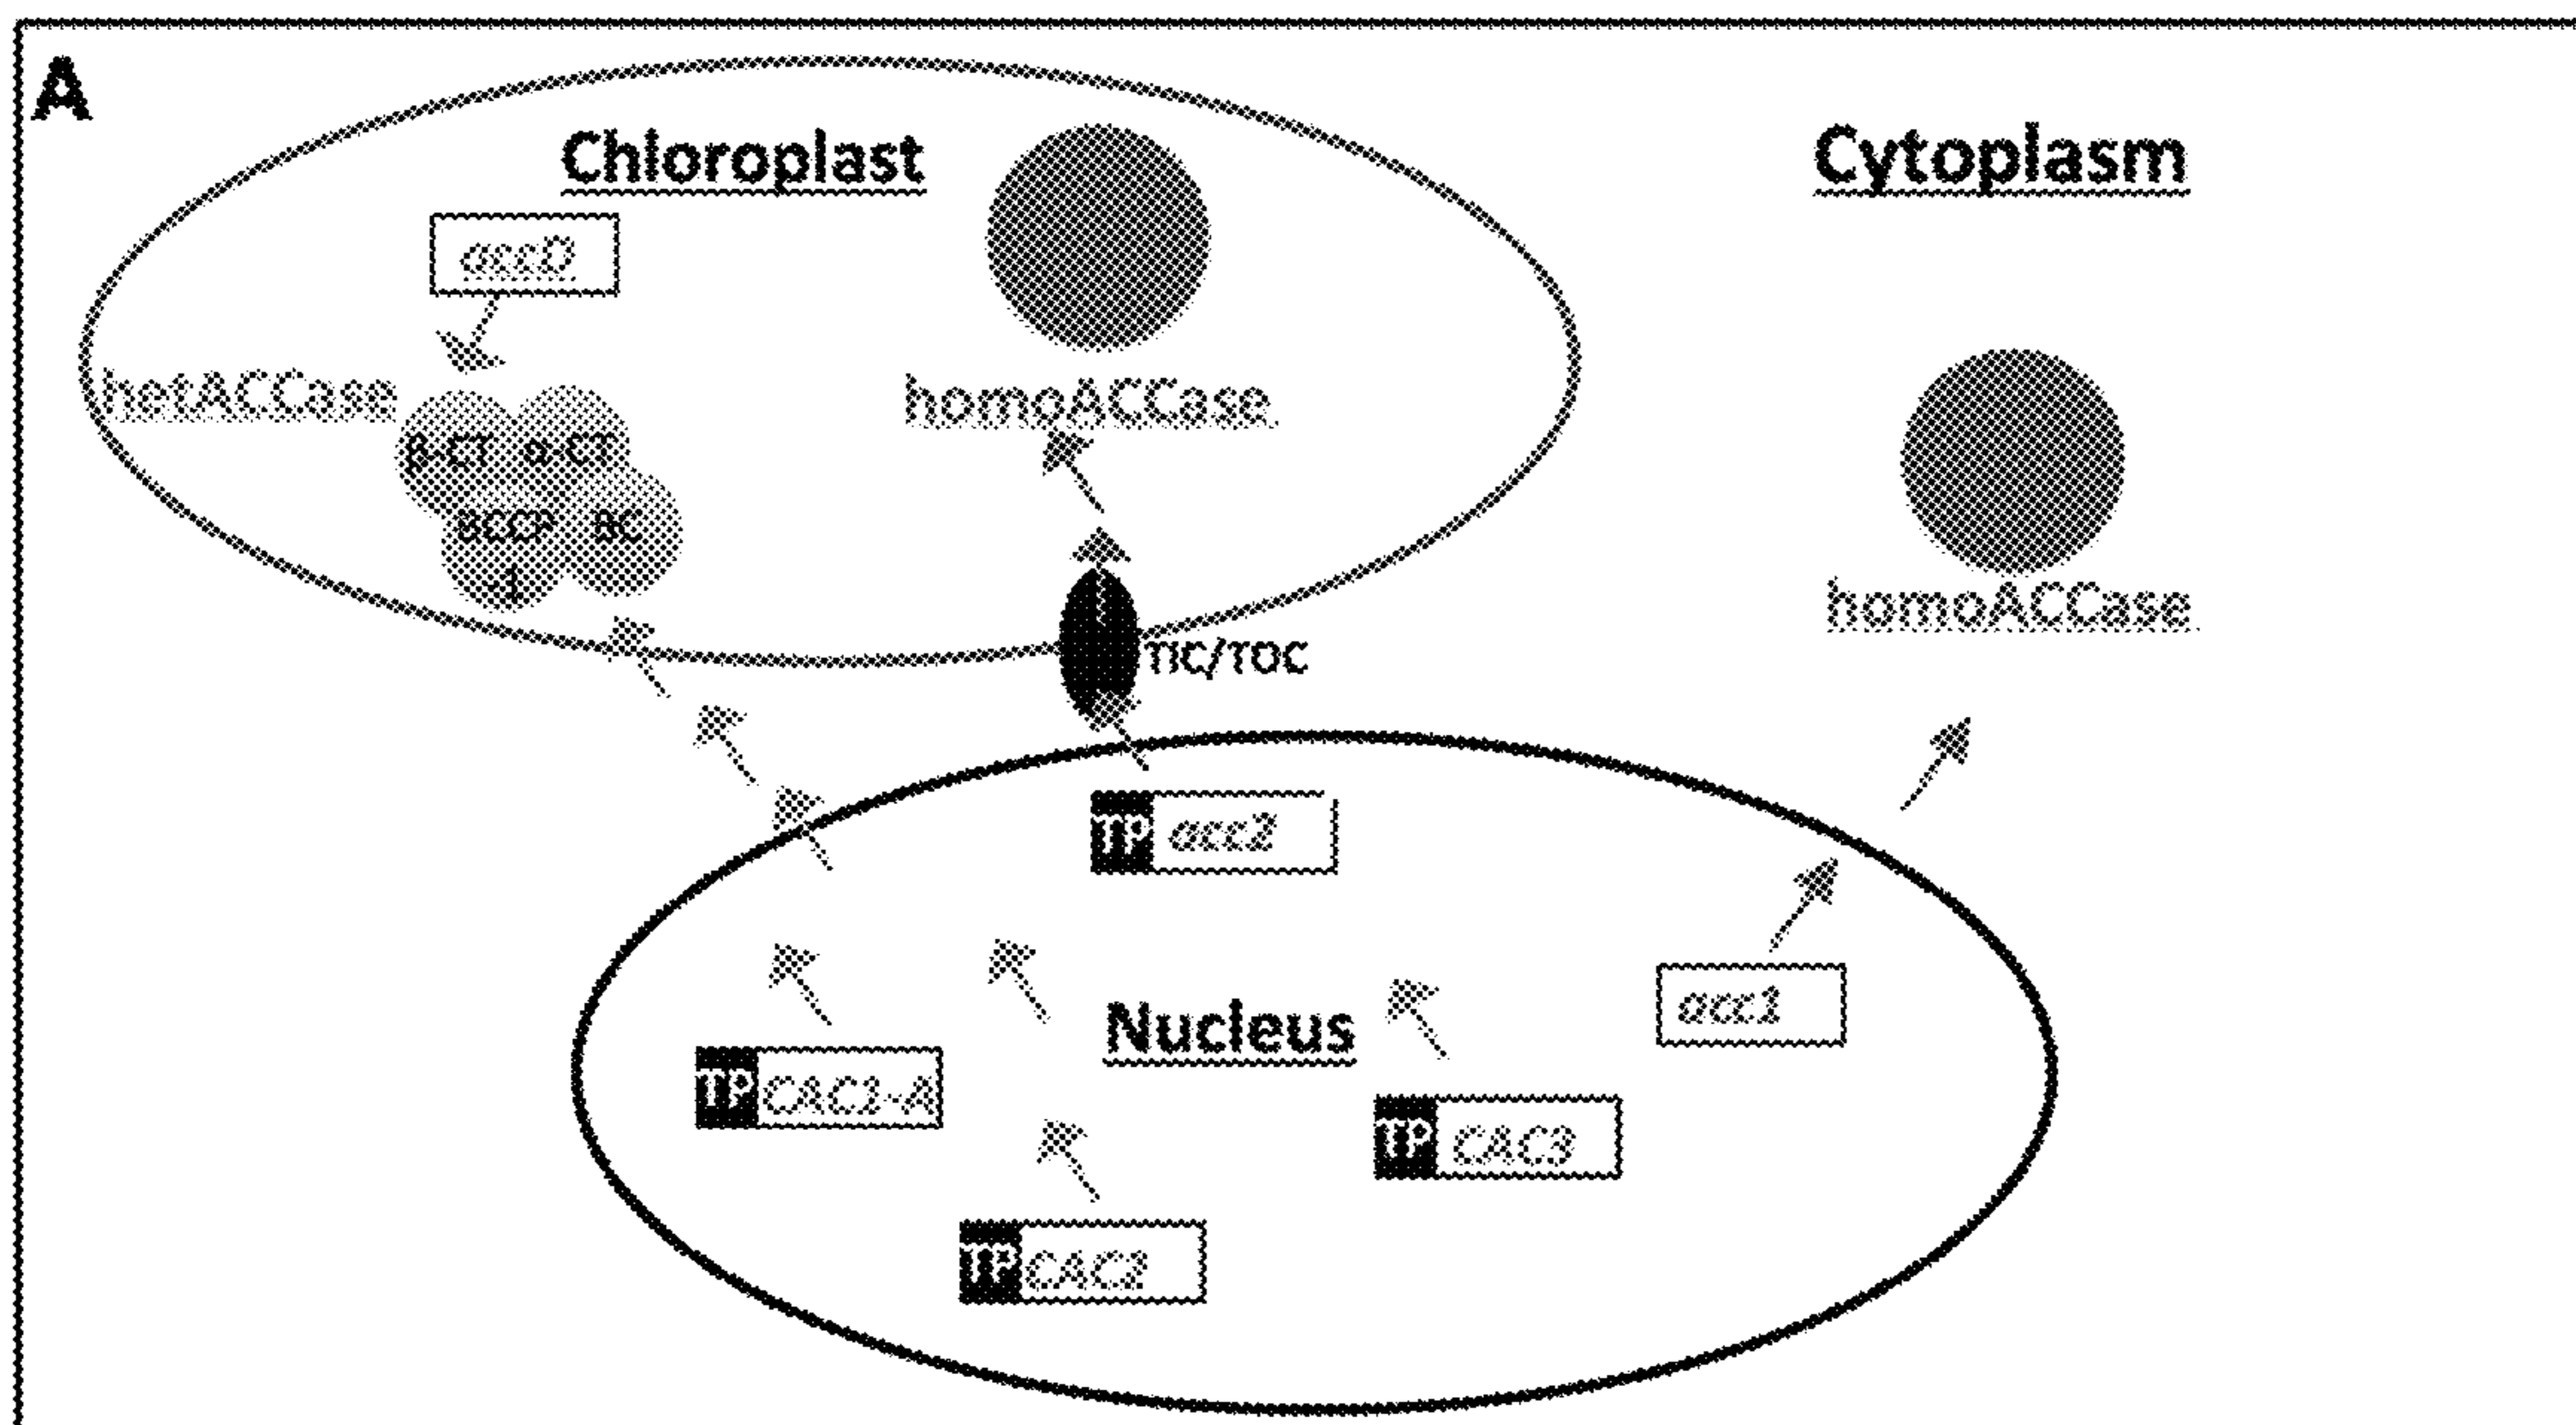 A
Chloroplast
Cytoplasm
accD
hetACCase
homoACCase
β-CT α-CT
BCCP BC
-1
homoACCase
TIC/TOC
TP acc2
acc1
Nucleus
TP CAC1-A
TP CAC3
TP CAC2